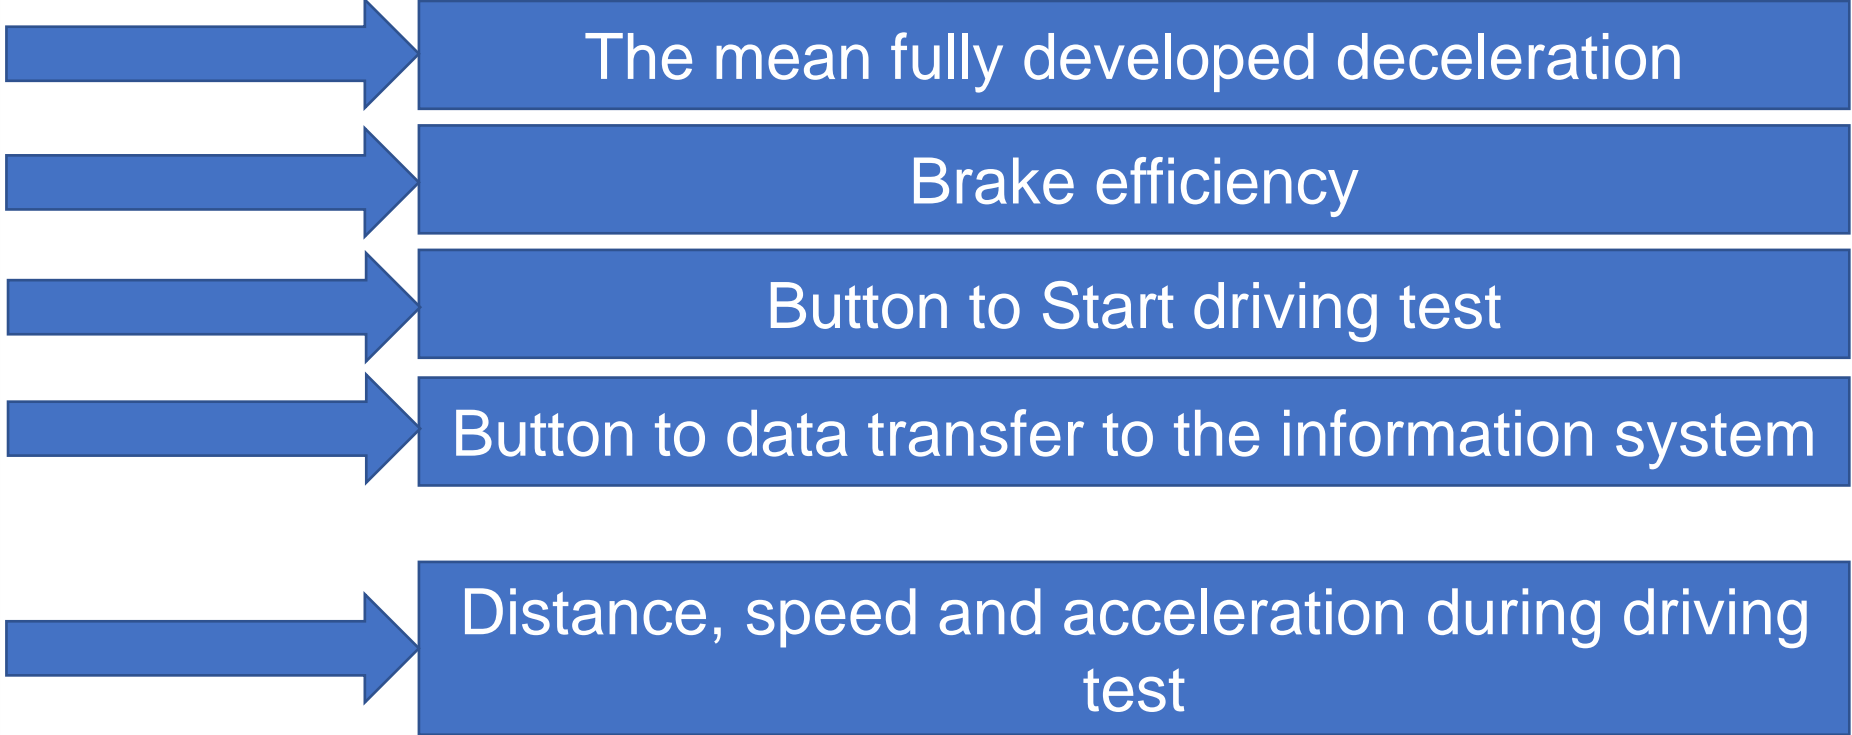 The mean fully developed deceleration
Brake efficiency
Button to Start driving test
Button to data transfer to the information system
Distance, speed and acceleration during driving
test